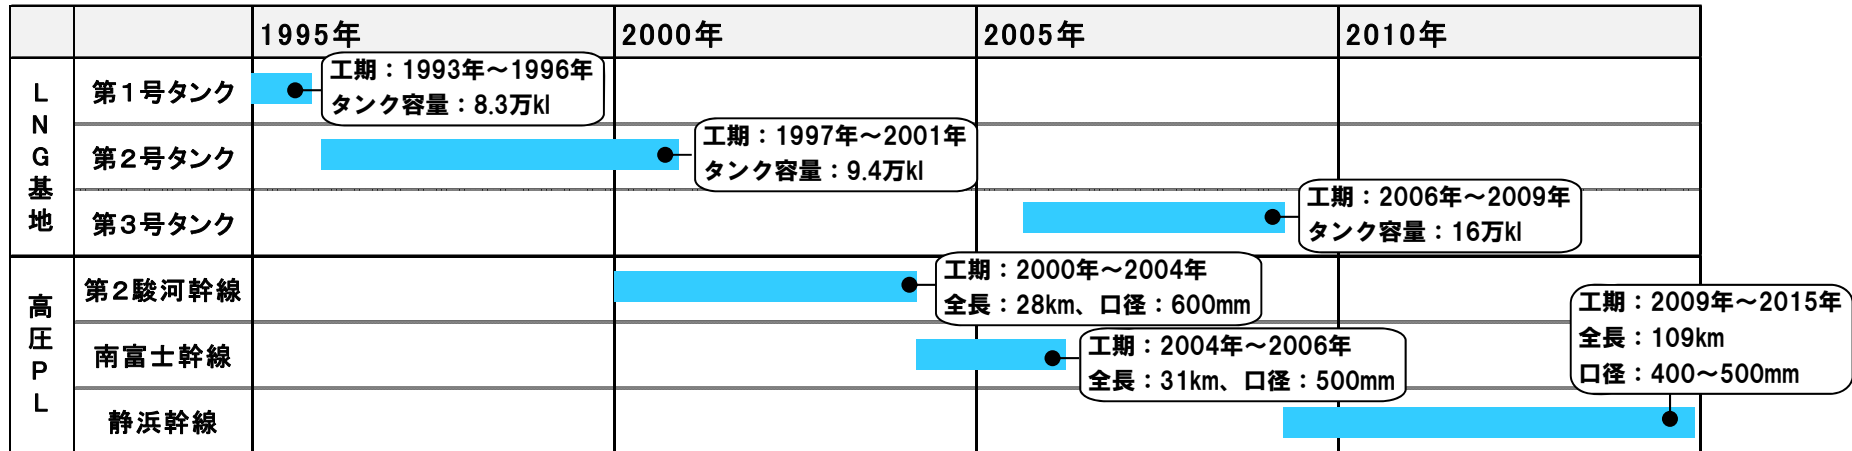 1995年
2000年
2005年
2010年
LNG基地
第1号タンク
工期：1993年～1996年
タンク容量：8.3万kl
第2号タンク
工期：1997年～2001年
タンク容量：9.4万kl
第3号タンク
工期：2006年～2009年
タンク容量：16万kl
高圧PL
第2駿河幹線
工期：2000年～2004年
全長：28km、口径：600mm
南富士幹線
工期：2004年～2006年
全長：31km、口径：500mm
静浜幹線
工期：2009年～2015年
全長：109km
口径：400～500mm